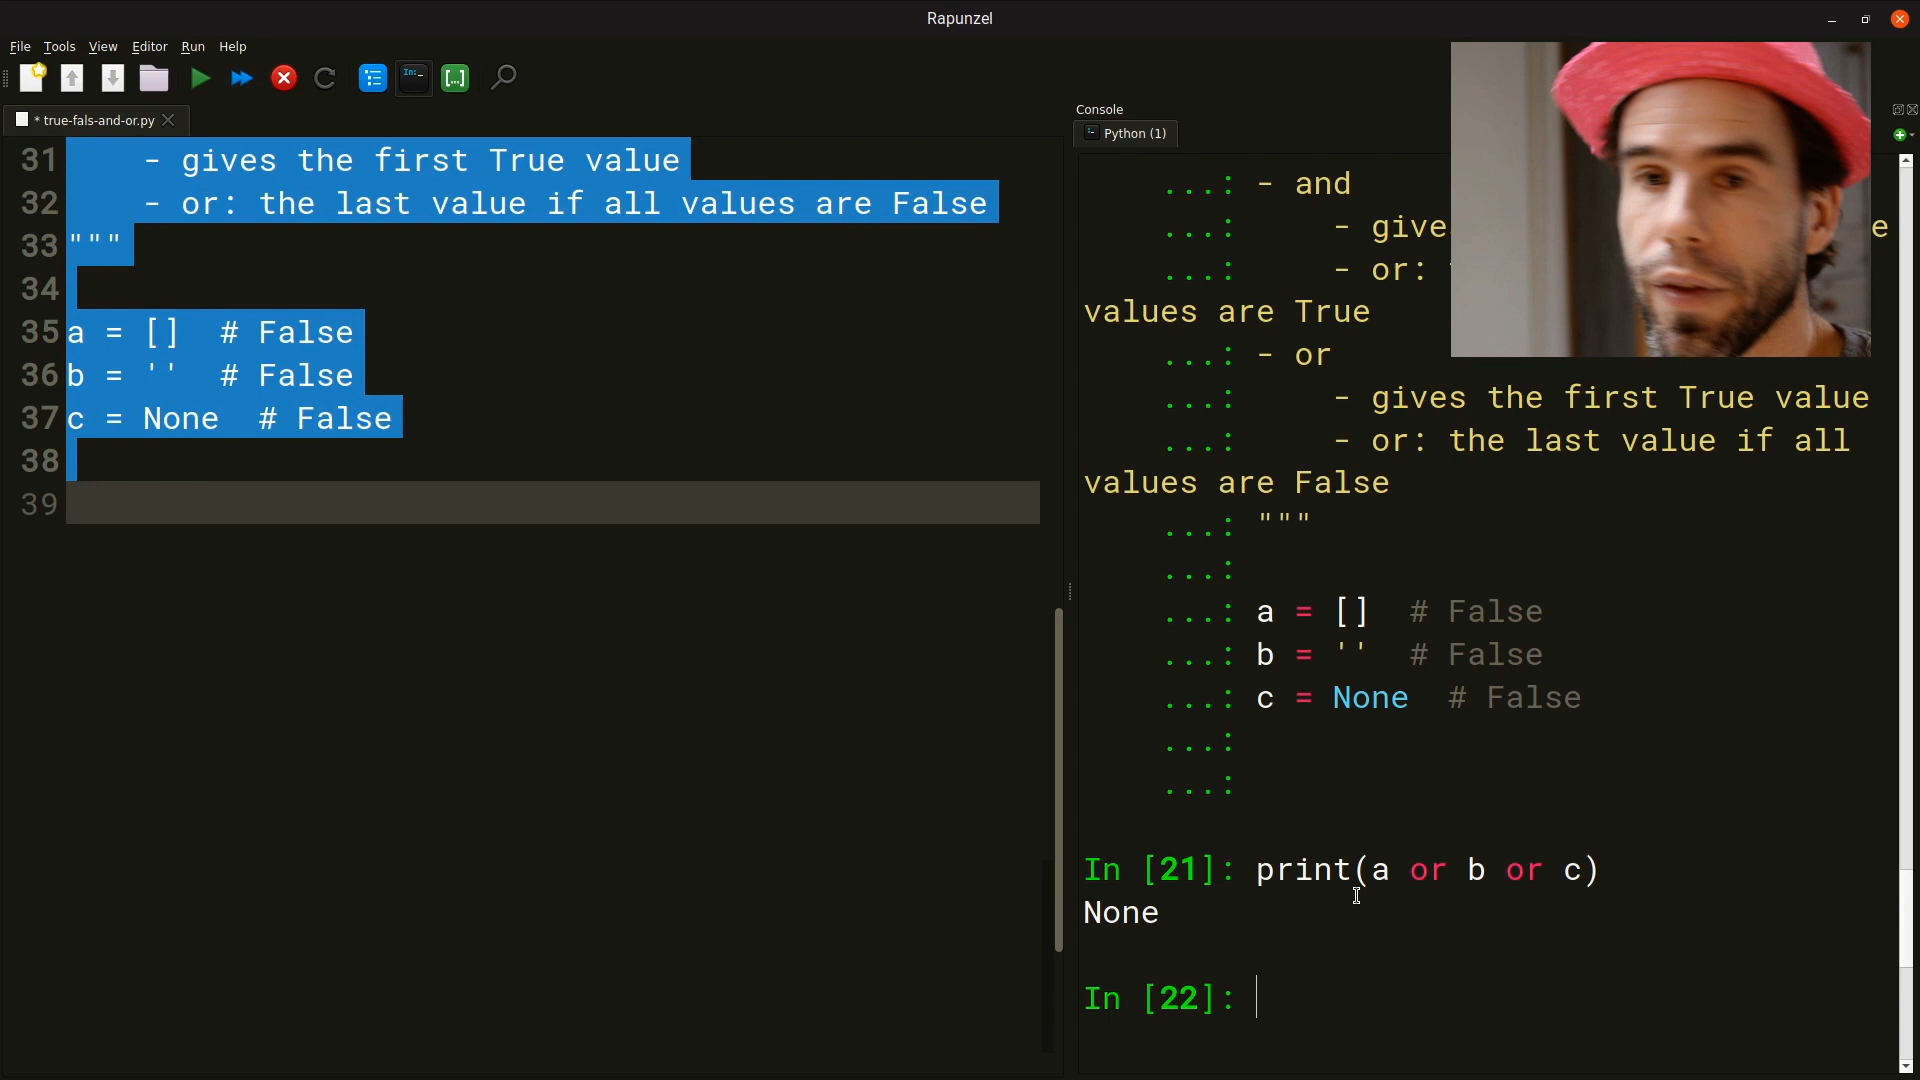 Rapunzel
File Tools View Editor Run Help
In:
[...]
* true-fals-and-or.py
31 - gives the first True value
32 - or: the last value if all values are False
33 """
34
35 a = [] # False
36 b = '' # False
37 c = None # False
38
39
Console
Python (1)
...: - and
...: - give e
...: - or:
values are True
...: - or
...: - gives the first True value
...: - or: the last value if all
values are False
...: """
...:
...: a = [] # False
...: b = '' # False
...: c = None # False
...:
...:
In [21]: print(a or b or c)
None
In [22]: